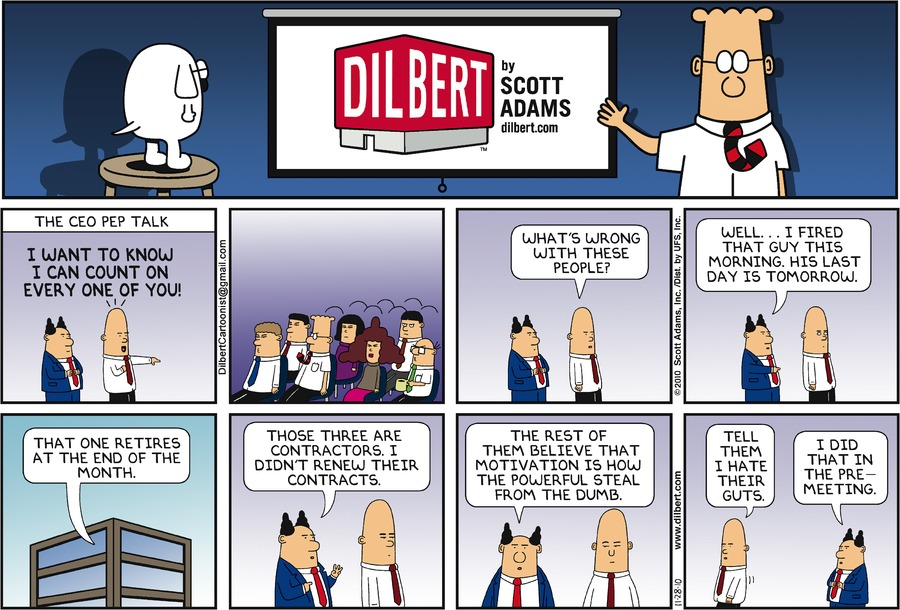 DILBERT
by
SCOTT
ADAMS
dilbert.com
TM
THE CEO PEP TALK
I WANT TO KNOW
I CAN COUNT ON
EVERY ONE OF YOU!
DilbertCartoonist@gmail.com
WHAT'S WRONG
WITH THESE
PEOPLE?
©2010 Scott Adams, Inc./Dist. by UFS, Inc.
WELL... I FIRED
THAT GUY THIS
MORNING. HIS LAST
DAY IS TOMORROW.
THAT ONE RETIRES
AT THE END OF THE
MONTH.
THOSE THREE ARE
CONTRACTORS. I
DIDN'T RENEW THEIR
CONTRACTS.
THE REST OF
THEM BELIEVE THAT
MOTIVATION IS HOW
THE POWERFUL STEAL
FROM THE DUMB.
www.dilbert.com
11-28-10
TELL
THEM
I HATE
THEIR
GUTS.
I DID
THAT IN
THE PRE-
MEETING.